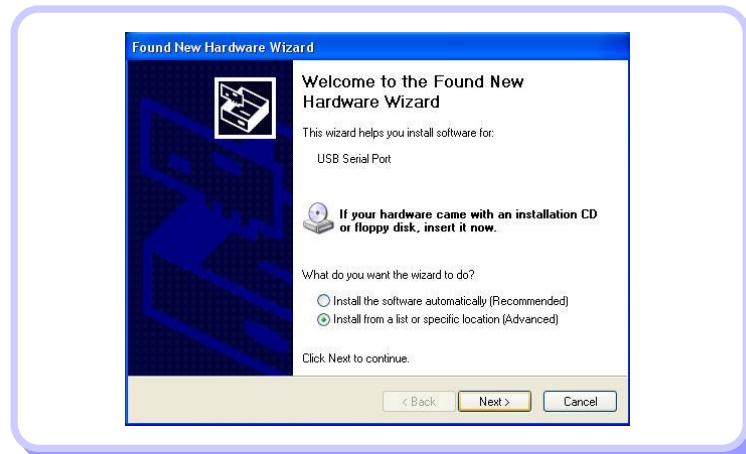 Found New Hardware Wizard
Welcome to the Found New
Hardware Wizard
This wizard helps you install software for:
USB Serial Port
If your hardware came with an installation CD
or floppy disk, insert it now.
What do you want the wizard to do?
Install the software automatically (Recommended)
Install from a list or specific location (Advanced)
Click Next to continue.
< Back Next > Cancel